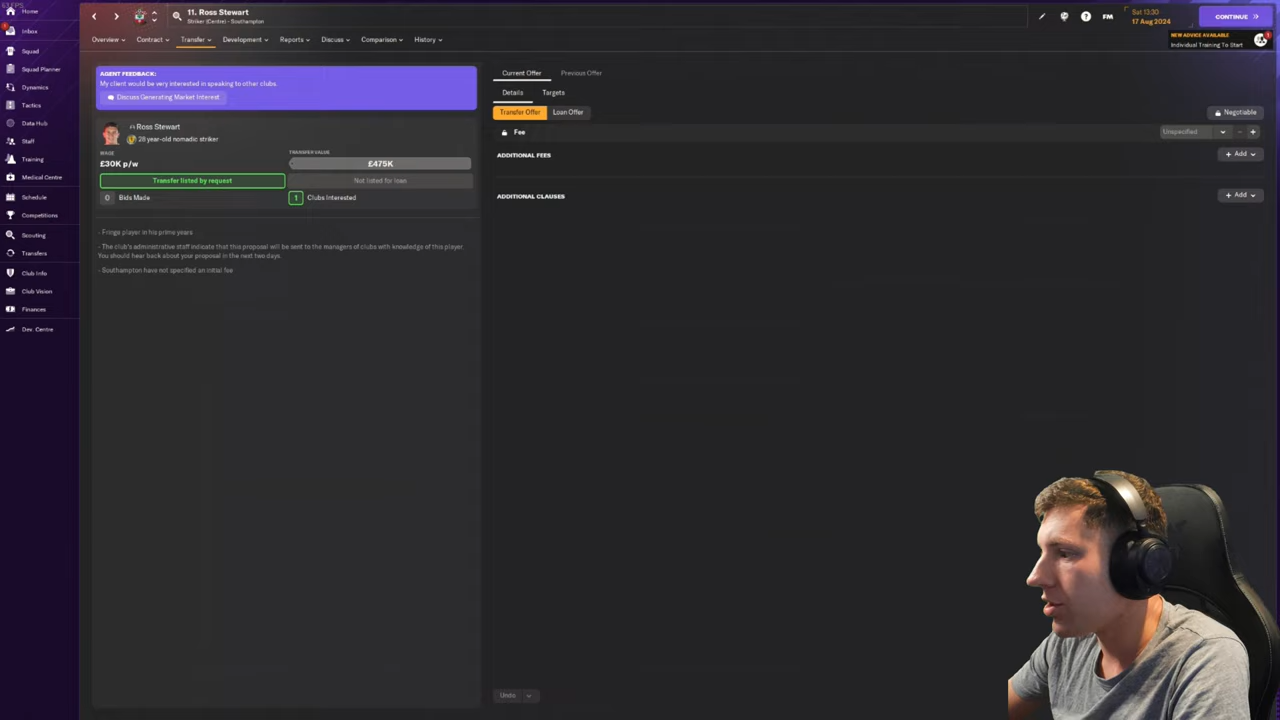 Home
11. Ross Stewart
Striker (Centre) - Southampton
FM
Sat 13:30
17 Aug 2024
CONTINUE
Inbox
Overview
Contract
Transfer
Development
Reports
Discuss
Comparison
History
NEW ADVICE AVAILABLE
Individual Training To Start
1
Squad
Squad Planner
Dynamics
Tactics
Data Hub
Staff
Training
Medical Centre
Schedule
Competitions
Scouting
Transfers
Club Info
Club Vision
Finances
Dev. Centre
AGENT FEEDBACK:
My client would be very interested in speaking to other clubs.
Discuss Generating Market Interest
Ross Stewart
28 year-old nomadic striker
WAGE
£30K p/w
TRANSFER VALUE
£475K
Transfer listed by request
Not listed for loan
0 Bids Made
1 Clubs Interested
- Fringe player in his prime years
- The club's administrative staff indicate that this proposal will be sent to the managers of clubs with knowledge of this player.
You should hear back about your proposal in the next two days.
- Southampton have not specified an initial fee
Current Offer
Previous Offer
Details
Targets
Transfer Offer
Loan Offer
Negotiable
Fee
Unspecified
ADDITIONAL FEES
+ Add
ADDITIONAL CLAUSES
+ Add
Undo